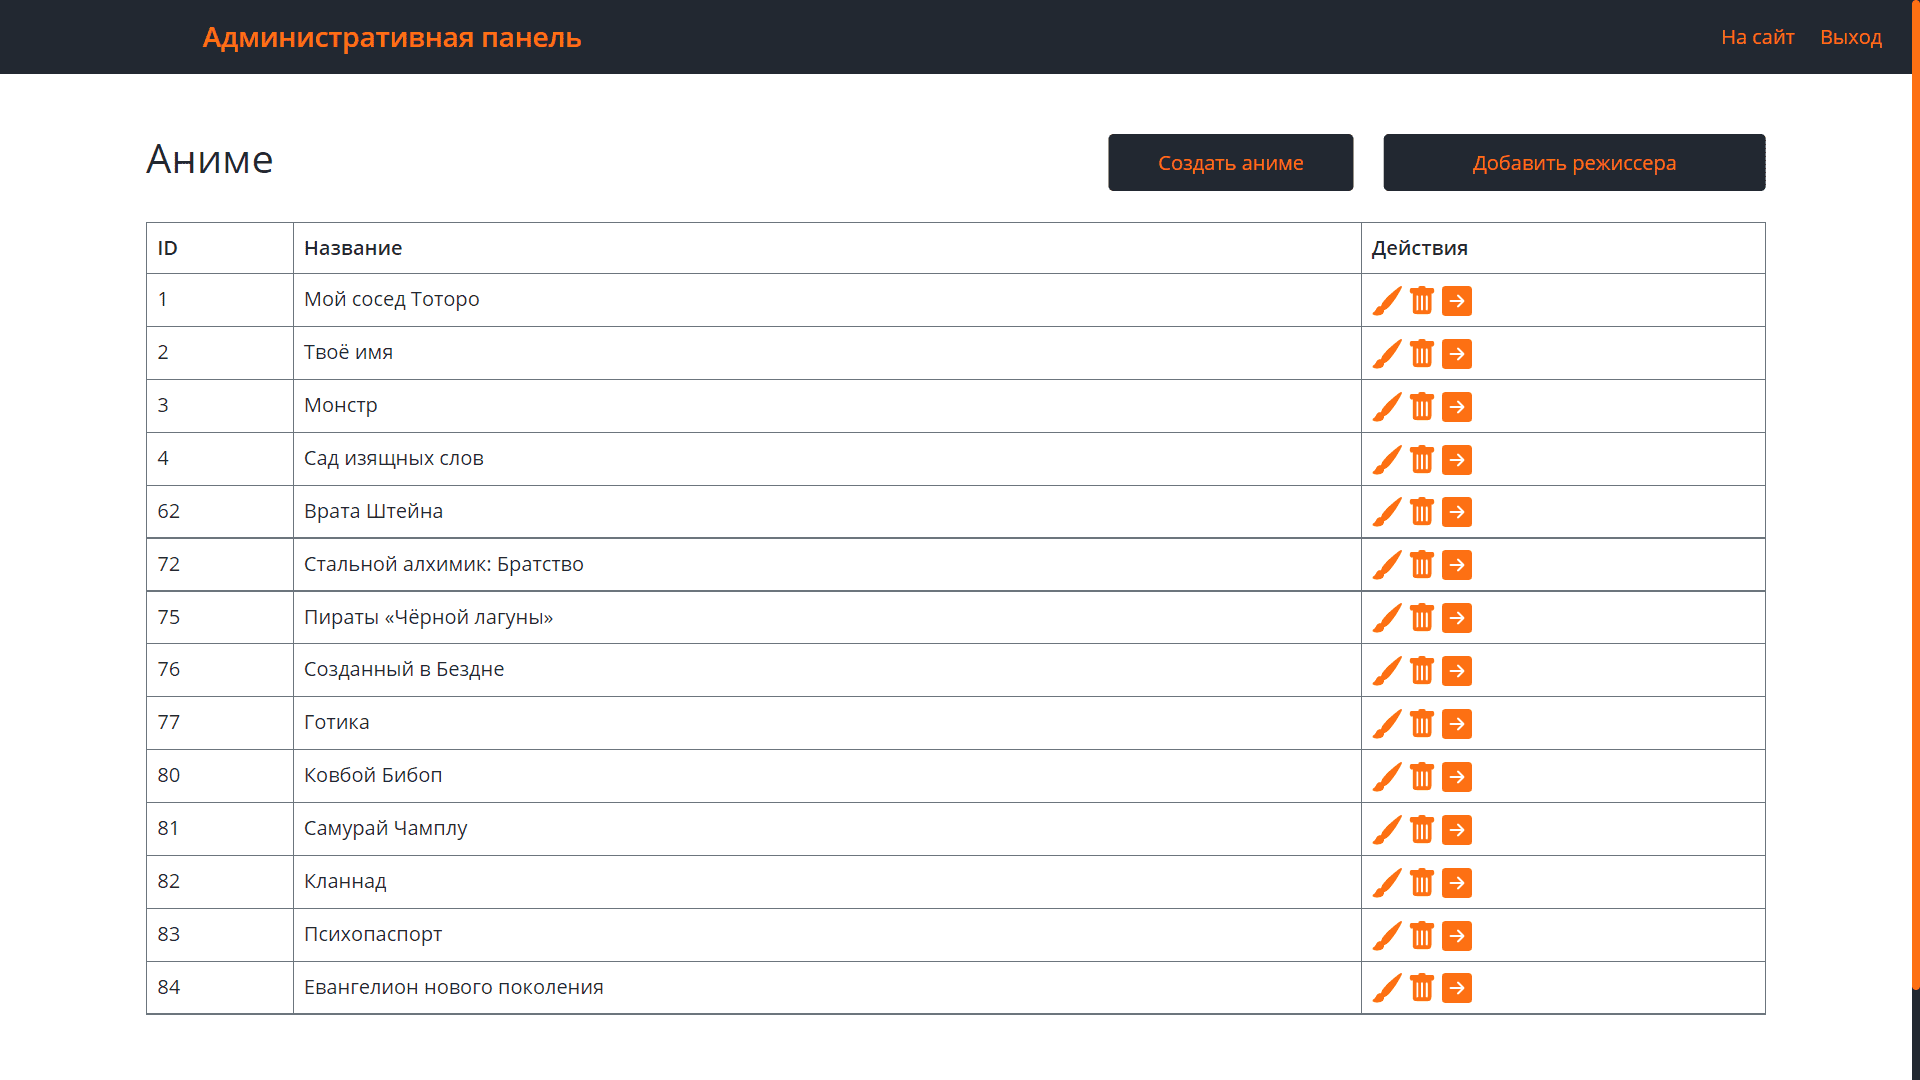 Административная панель На сайт Выход
Аниме Создать аниме Добавить режиссера
ID Название Действия
1 Мой сосед Тоторо
2 Твоё имя
3 Монстр
4 Сад изящных слов
62 Врата Штейна
72 Стальной алхимик: Братство
75 Пираты «Чёрной лагуны»
76 Созданный в Бездне
77 Готика
80 Ковбой Бибоп
81 Самурай Чамплу
82 Кланнад
83 Психопаспорт
84 Евангелион нового поколения